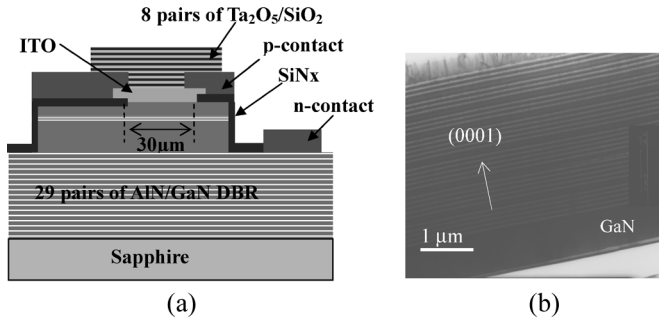 8 pairs of Ta₂O₅/SiO₂
ITO
p-contact
SiNx
n-contact
30μm
29 pairs of AlN/GaN DBR
Sapphire
(a)
(0001)
GaN
1 μm
(b)